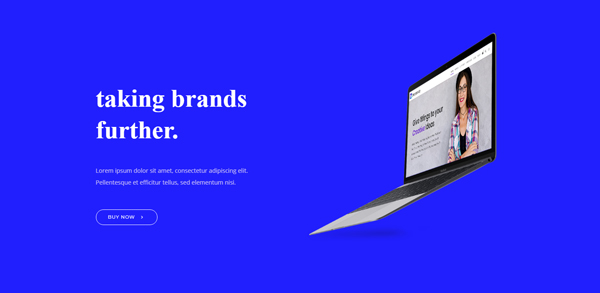 taking brands
further.
Lorem ipsum dolor sit amet, consectetur adipiscing elit.
Pellentesque et efficitur tellus, sed elementum nisi.
BUY NOW >
Give Wings to your
Creative Ideas